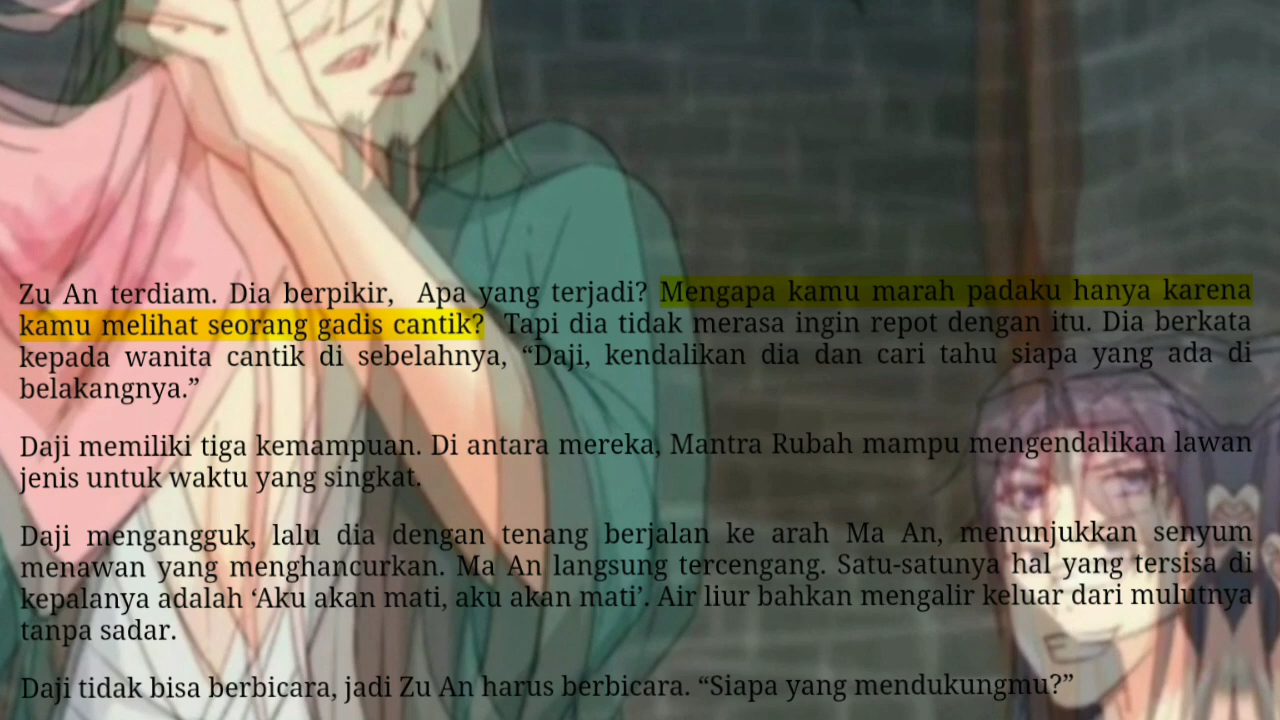 Zu An terdiam. Dia berpikir,  Apa yang terjadi? Mengapa kamu marah padaku hanya karena
kamu melihat seorang gadis cantik?  Tapi dia tidak merasa ingin repot dengan itu. Dia berkata
kepada wanita cantik di sebelahnya, “Daji, kendalikan dia dan cari tahu siapa yang ada di
belakangnya.”
Daji memiliki tiga kemampuan. Di antara mereka, Mantra Rubah mampu mengendalikan lawan
jenis untuk waktu yang singkat.
Daji mengangguk, lalu dia dengan tenang berjalan ke arah Ma An, menunjukkan senyum
menawan yang menghancurkan. Ma An langsung tercengang. Satu-satunya hal yang tersisa di
kepalanya adalah ‘Aku akan mati, aku akan mati’. Air liur bahkan mengalir keluar dari mulutnya
tanpa sadar.
Daji tidak bisa berbicara, jadi Zu An harus berbicara. “Siapa yang mendukungmu?”